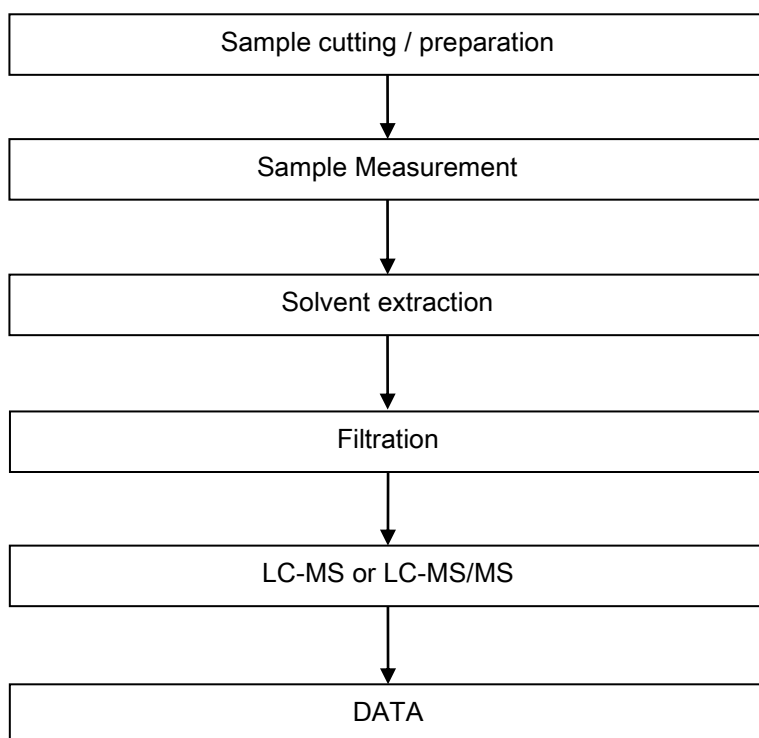 Sample cutting / preparation
Sample Measurement
Solvent extraction
Filtration
LC-MS or LC-MS/MS
DATA